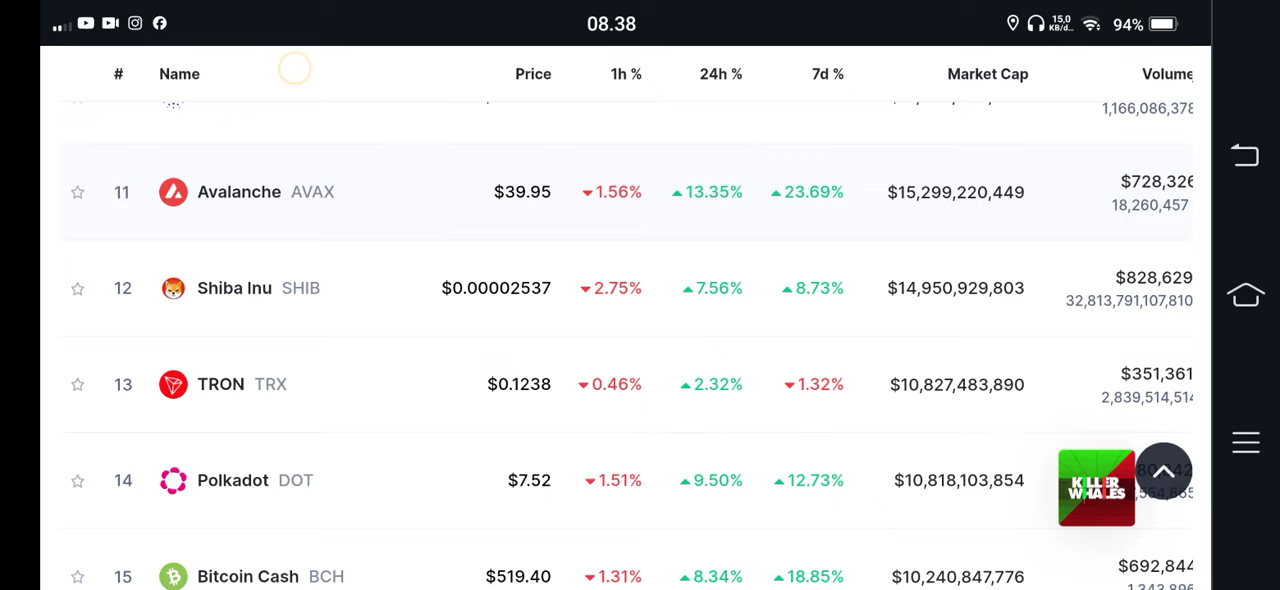 08.38 15,0 KB/d... 94%
# Name Price 1h % 24h % 7d % Market Cap Volume
1,166,086,378
11 Avalanche AVAX $39.95 1.56% 13.35% 23.69% $15,299,220,449 $728,326
18,260,457
12 Shiba Inu SHIB $0.00002537 2.75% 7.56% 8.73% $14,950,929,803 $828,629
32,813,791,107,810
13 TRON TRX $0.1238 0.46% 2.32% 1.32% $10,827,483,890 $351,361
2,839,514,514
14 Polkadot DOT $7.52 1.51% 9.50% 12.73% $10,818,103,854
KILLER
WHALES
15 Bitcoin Cash BCH $519.40 1.31% 8.34% 18.85% $10,240,847,776 $692,844